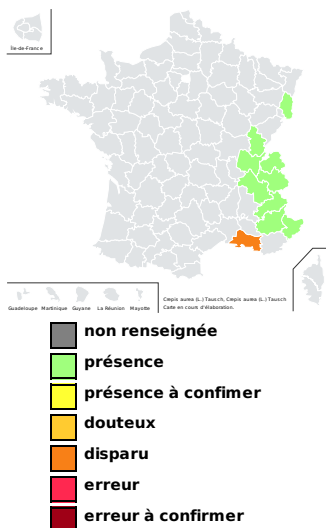 Île-de-France
Guadeloupe Martinique Guyane La Réunion Mayotte
Crepis aurea (L.) Tausch, Crepis aurea (L.) Tausch
Carte en cours d'élaboration.
non renseignée
présence
présence à confimer
douteux
disparu
erreur
erreur à confirmer